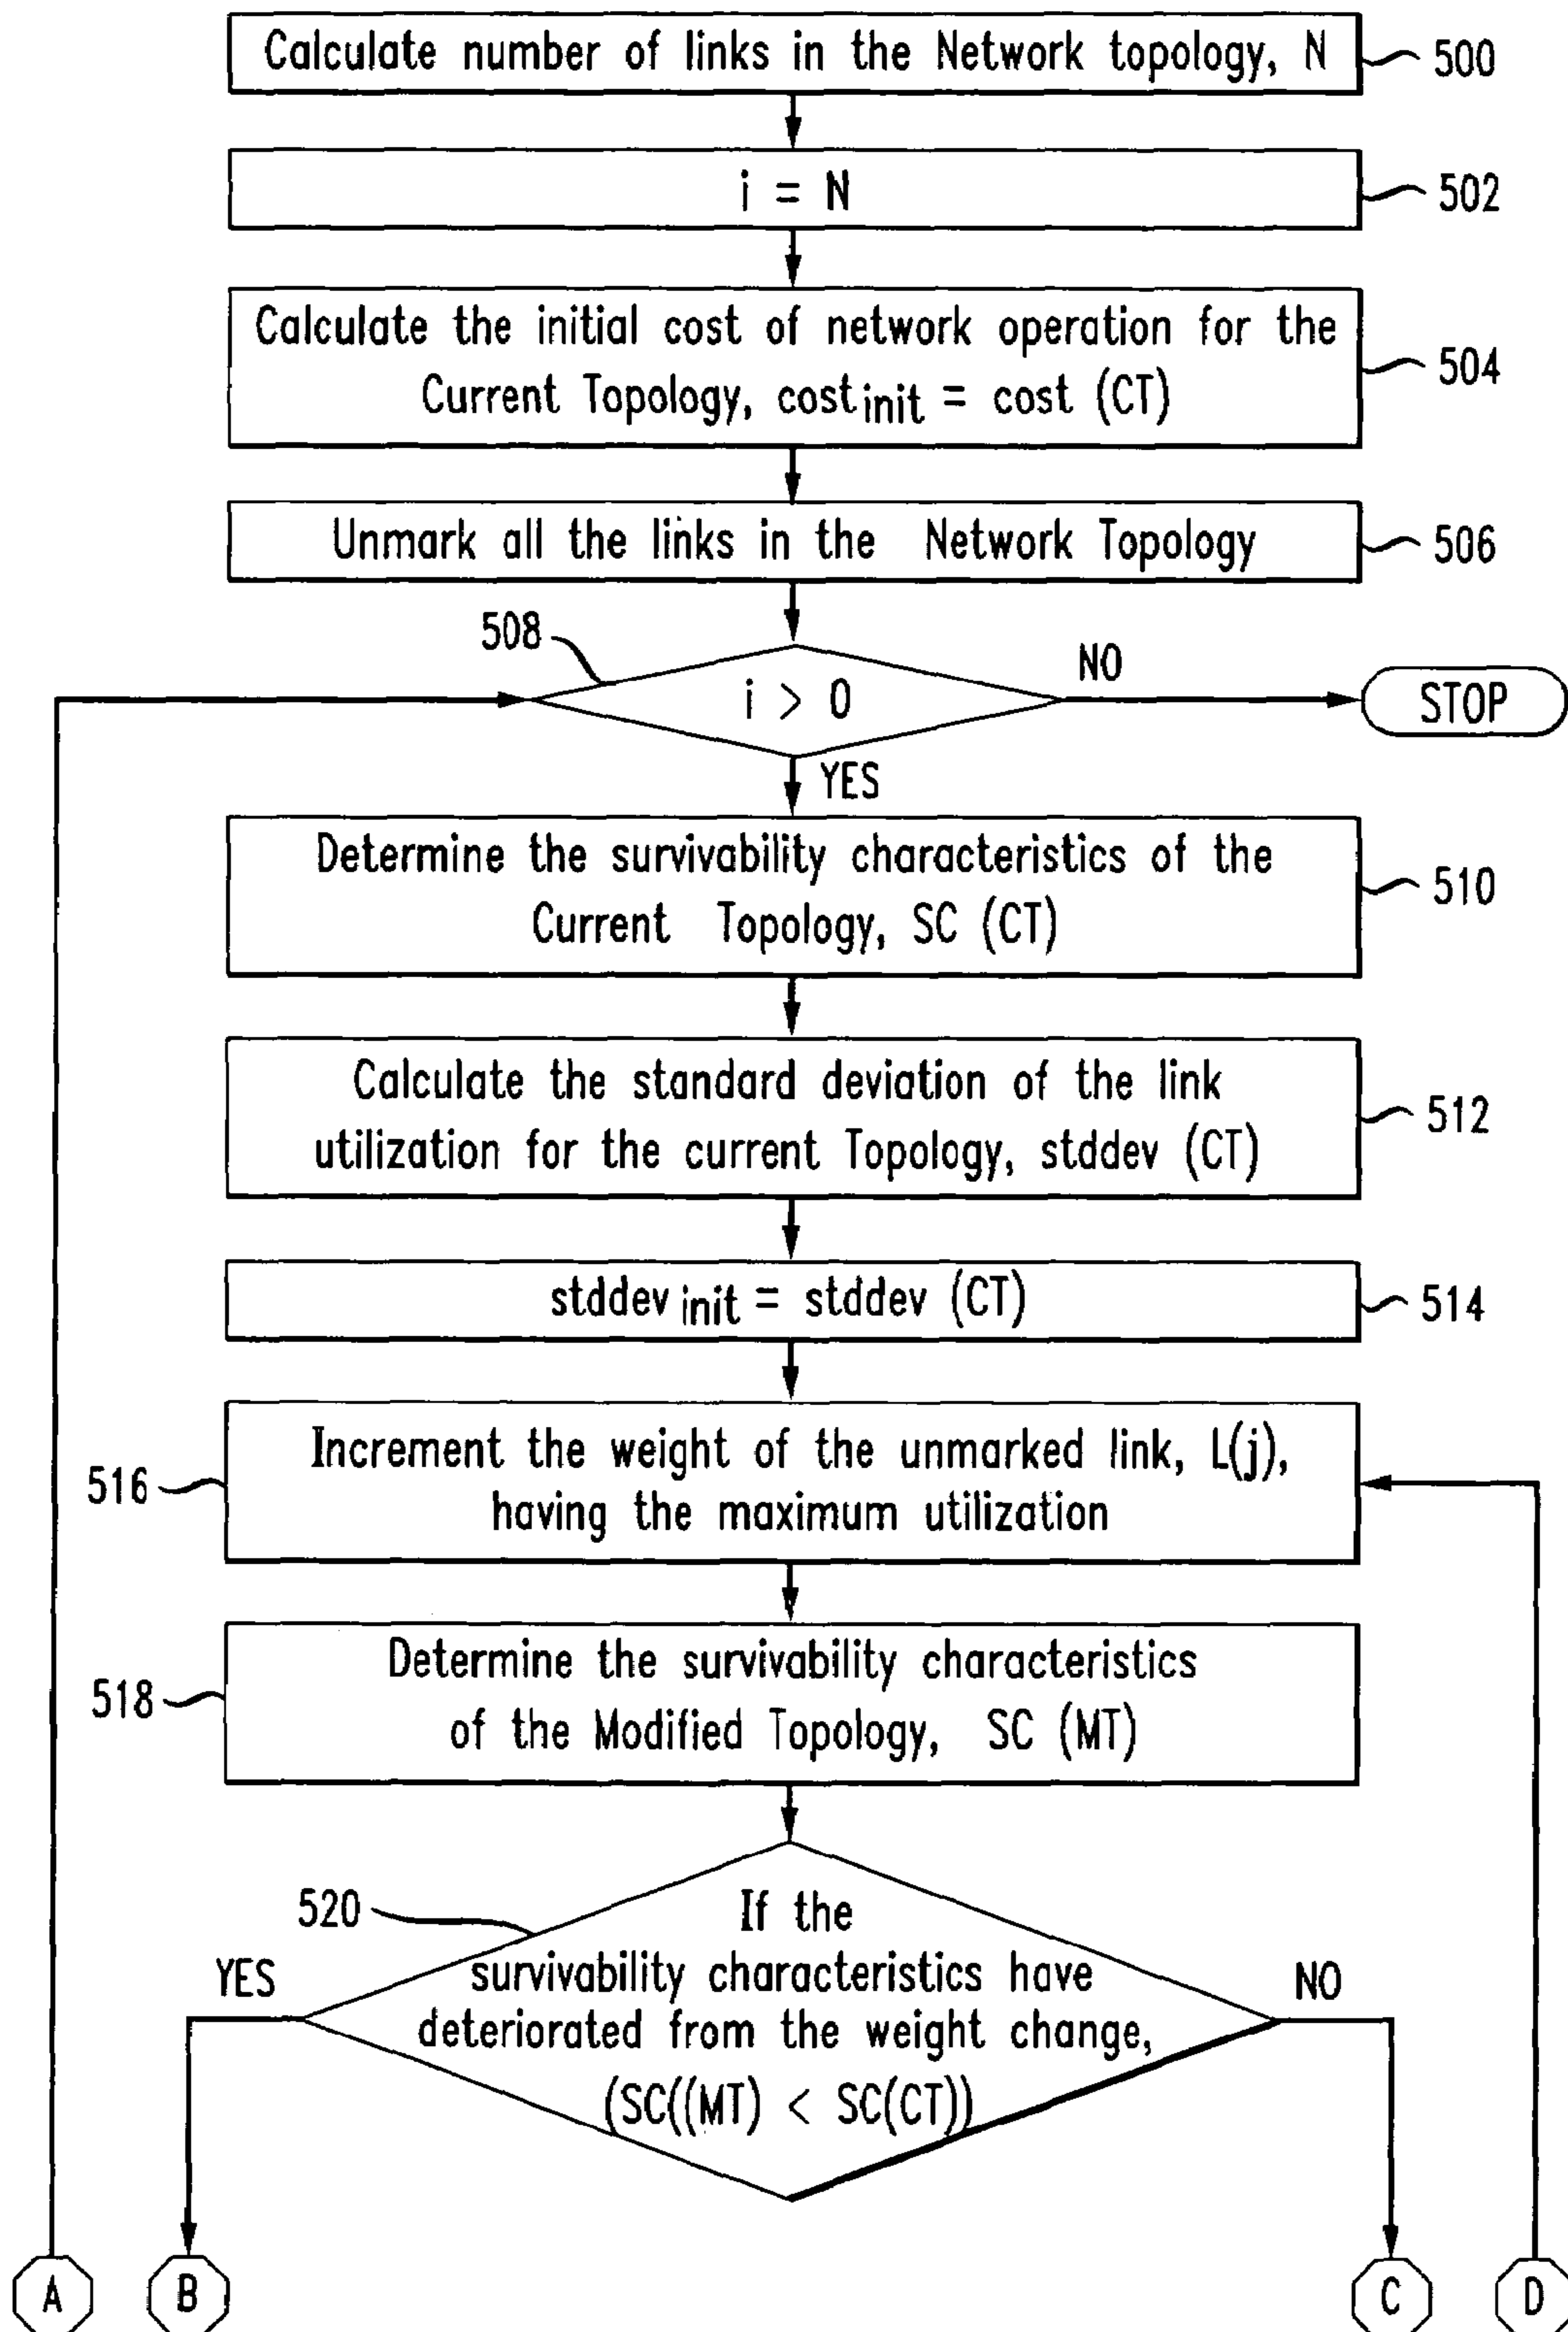 Calculate number of links in the Network topology, N
500
i = N
502
Calculate the initial cost of network operation for the
Current Topology, costinit = cost (CT)
504
Unmark all the links in the Network Topology
506
508
i > 0
NO
STOP
YES
Determine the survivability characteristics of the
Current Topology, SC (CT)
510
Calculate the standard deviation of the link
utilization for the current Topology, stddev (CT)
512
stddev init = stddev (CT)
514
Increment the weight of the unmarked link, L(j),
having the maximum utilization
516
Determine the survivability characteristics
of the Modified Topology, SC (MT)
518
520
If the
survivability characteristics have
deteriorated from the weight change,
(SC((MT) < SC(CT))
YES
NO
A
B
C
D